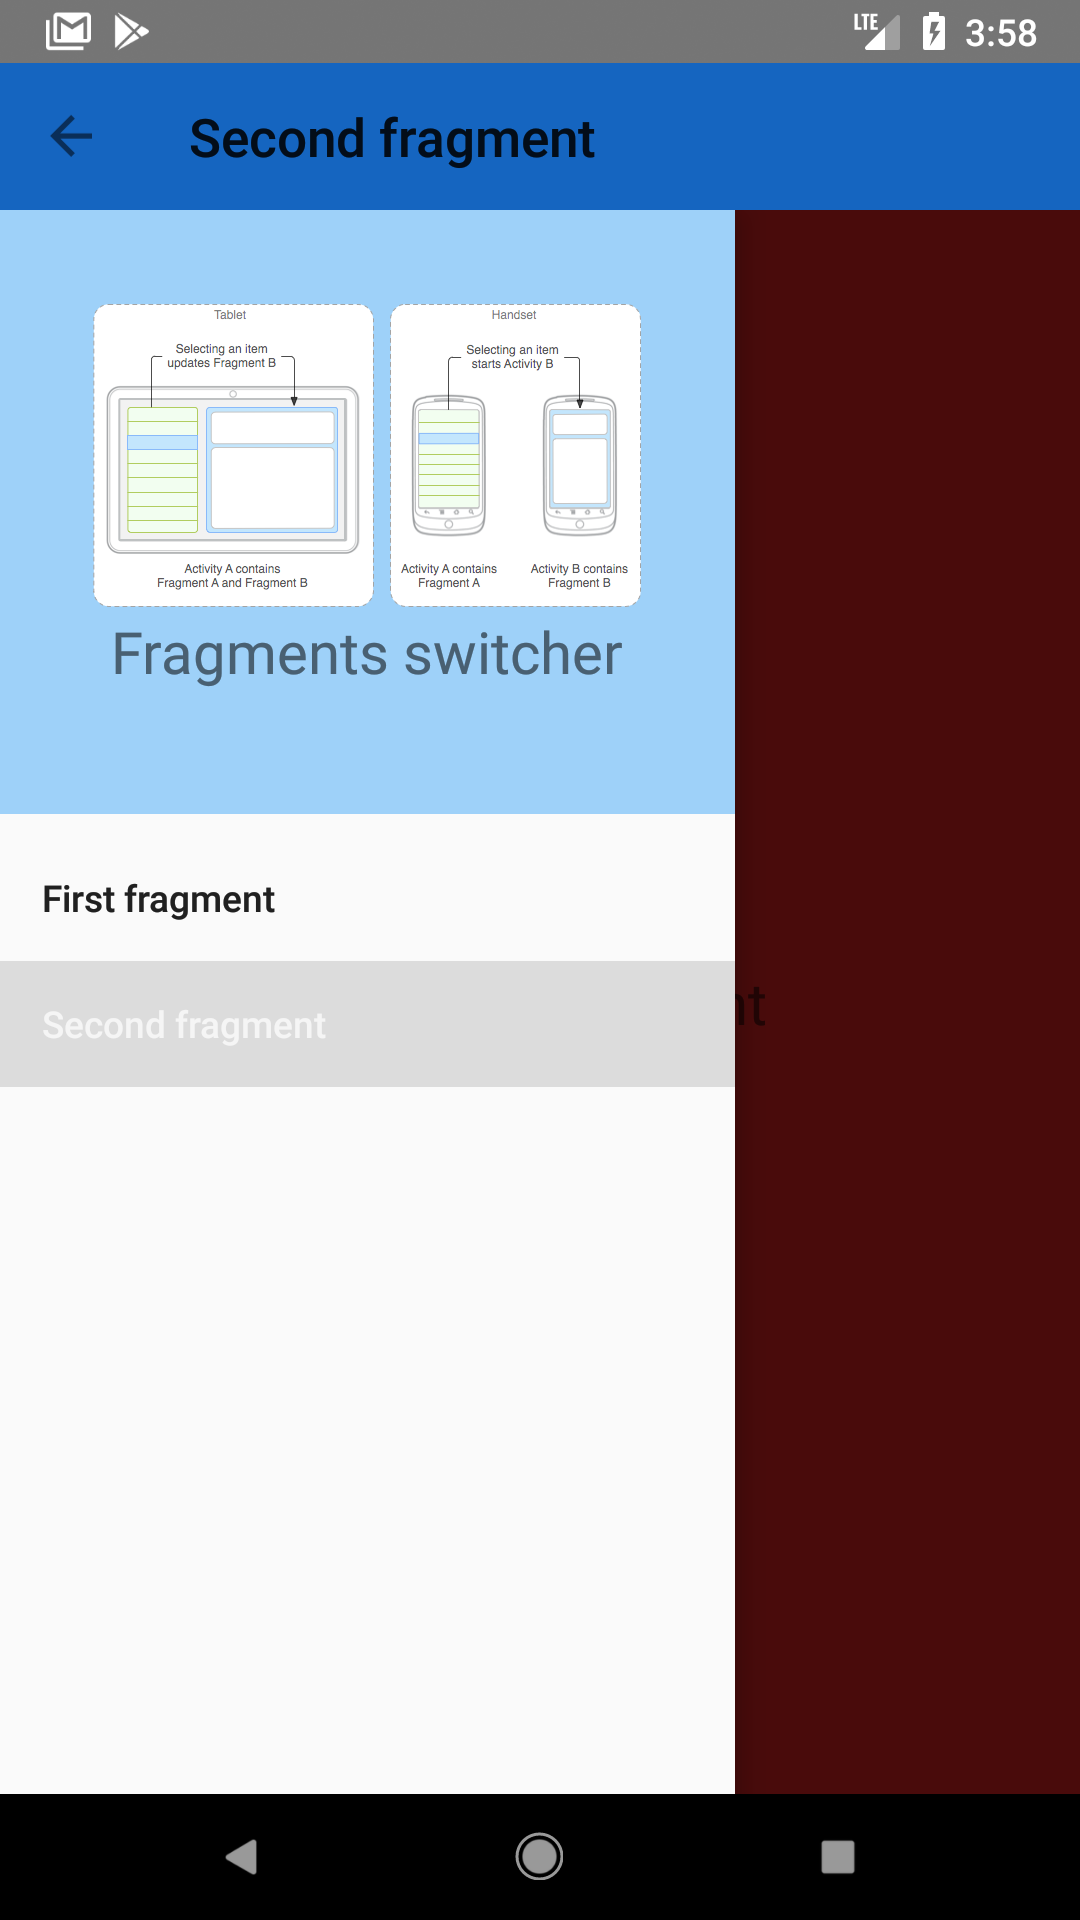 LTE 3:58
Second fragment
Tablet
Selecting an item
updates Fragment B
Activity A contains
Fragment A and Fragment B
Handset
Selecting an item
starts Activity B
Activity A contains
Fragment A
Activity B contains
Fragment B
Fragments switcher
First fragment
Second fragment